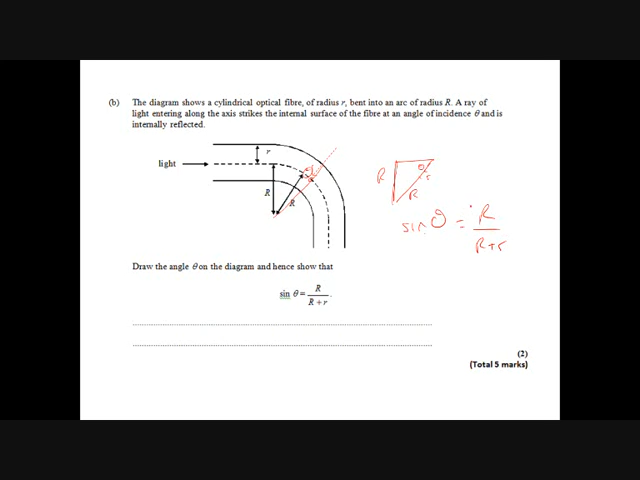 (b) The diagram shows a cylindrical optical fibre, of radius r, bent into an arc of radius R. A ray of
light entering along the axis strikes the internal surface of the fibre at an angle of incidence θ and is
internally reflected.
r
light
R
R
θ
R
θ
r
R
sin θ = R
R+r
Draw the angle θ on the diagram and hence show that
sin θ = R
R + r
(2)
(Total 5 marks)